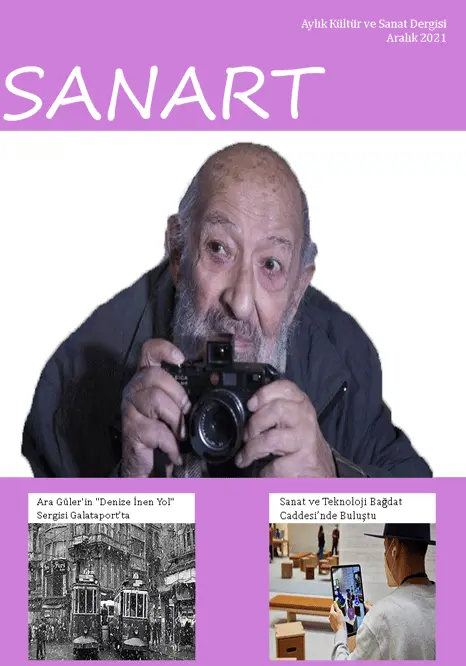 Aylık Kültür ve Sanat Dergisi
Aralık 2021
SANART
Ara Güler'in "Denize İnen Yol"
Sergisi Galataport'ta
Sanat ve Teknoloji Bağdat
Caddesi'nde Buluştu